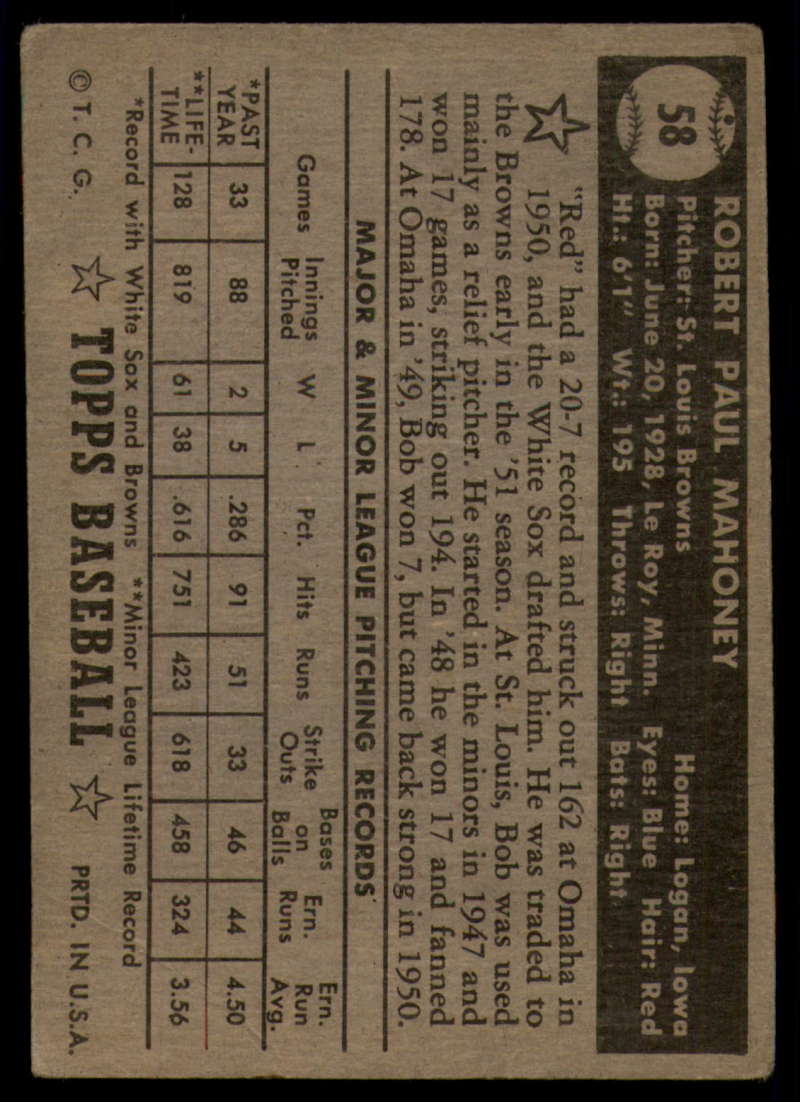 58
ROBERT PAUL MAHONEY
Pitcher: St. Louis Browns Home: Logan, Iowa
Born: June 20, 1928, Le Roy, Minn. Eyes: Blue Hair: Red
Ht.: 6'1" Wt.: 195 Throws: Right Bats: Right
"Red" had a 20-7 record and struck out 162 at Omaha in
1950, and the White Sox drafted him. He was traded to
the Browns early in the '51 season. At St. Louis, Bob was used
mainly as a relief pitcher. He started in the minors in 1947 and
won 17 games, striking out 194. In '48 he won 17 and fanned
178. At Omaha in '49, Bob won 7, but came back strong in 1950.
MAJOR & MINOR LEAGUE PITCHING RECORDS
Games Innings Pitched W L Pct. Hits Runs Strike Outs Bases on Balls Ern. Runs Ern. Run Avg.
*PAST YEAR 33 88 2 5 .286 91 51 33 46 44 4.50
**LIFE-TIME 128 819 61 38 .616 751 423 618 458 324 3.56
*Record with White Sox and Browns **Minor League Lifetime Record
© T. C. G. TOPPS BASEBALL PRTD. IN U.S.A.